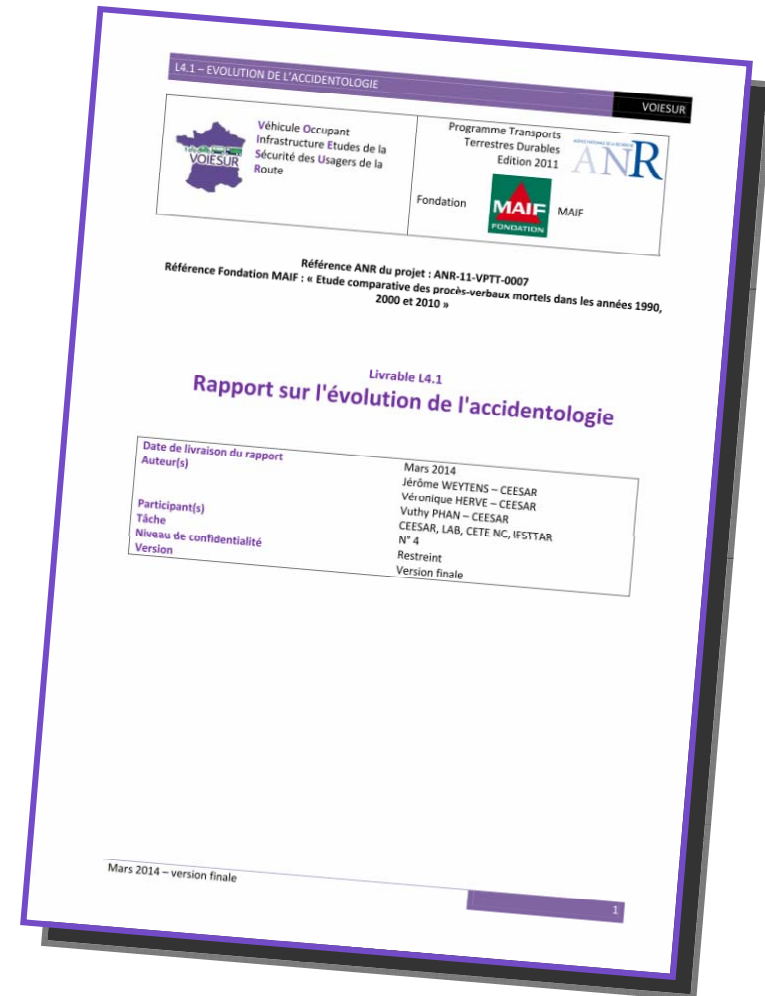 L4.1 – EVOLUTION DE L'ACCIDENTOLOGIE
VOIESUR
VOIESUR
Véhicule Occupant
Infrastructure Etudes de la
Sécurité des Usagers de la
Route
Programme Transports
Terrestres Durables
Edition 2011
AGENCE NATIONALE DE LA RECHERCHE
ANR
Fondation
MAIF
FONDATION
MAIF
Référence ANR du projet : ANR-11-VPTT-0007
Référence Fondation MAIF : « Etude comparative des procès-verbaux mortels dans les années 1990,
2000 et 2010 »
Livrable L4.1
Rapport sur l'évolution de l'accidentologie
Date de livraison du rapport
Mars 2014
Auteur(s)
Jérôme WEYTENS – CEESAR
Véronique HERVE – CEESAR
Vuthy PHAN – CEESAR
Participant(s)
CEESAR, LAB, CETE NC, IFSTTAR
Tâche
N° 4
Niveau de confidentialité
Restreint
Version
Version finale
Mars 2014 – version finale
1